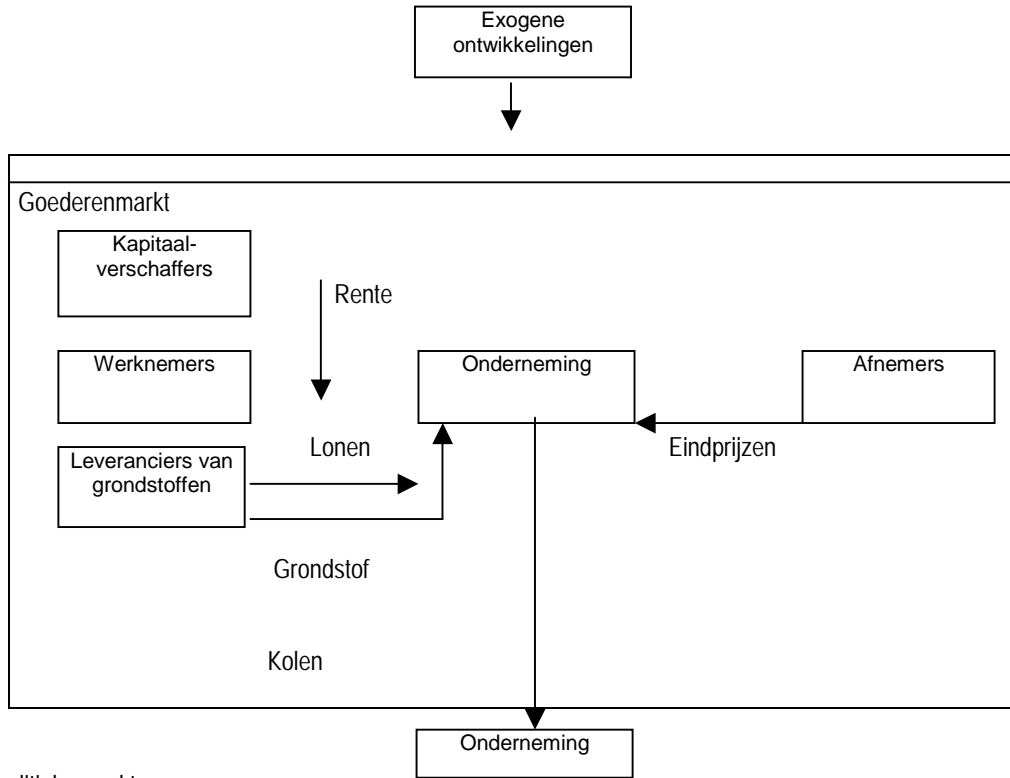 Exogene
ontwikkelingen
Goederenmarkt
Kapitaal-
verschaffers
Rente
Werknemers
Onderneming
Afnemers
Lonen
Eindprijzen
Leveranciers van
grondstoffen
Grondstof
Kolen
Onderneming